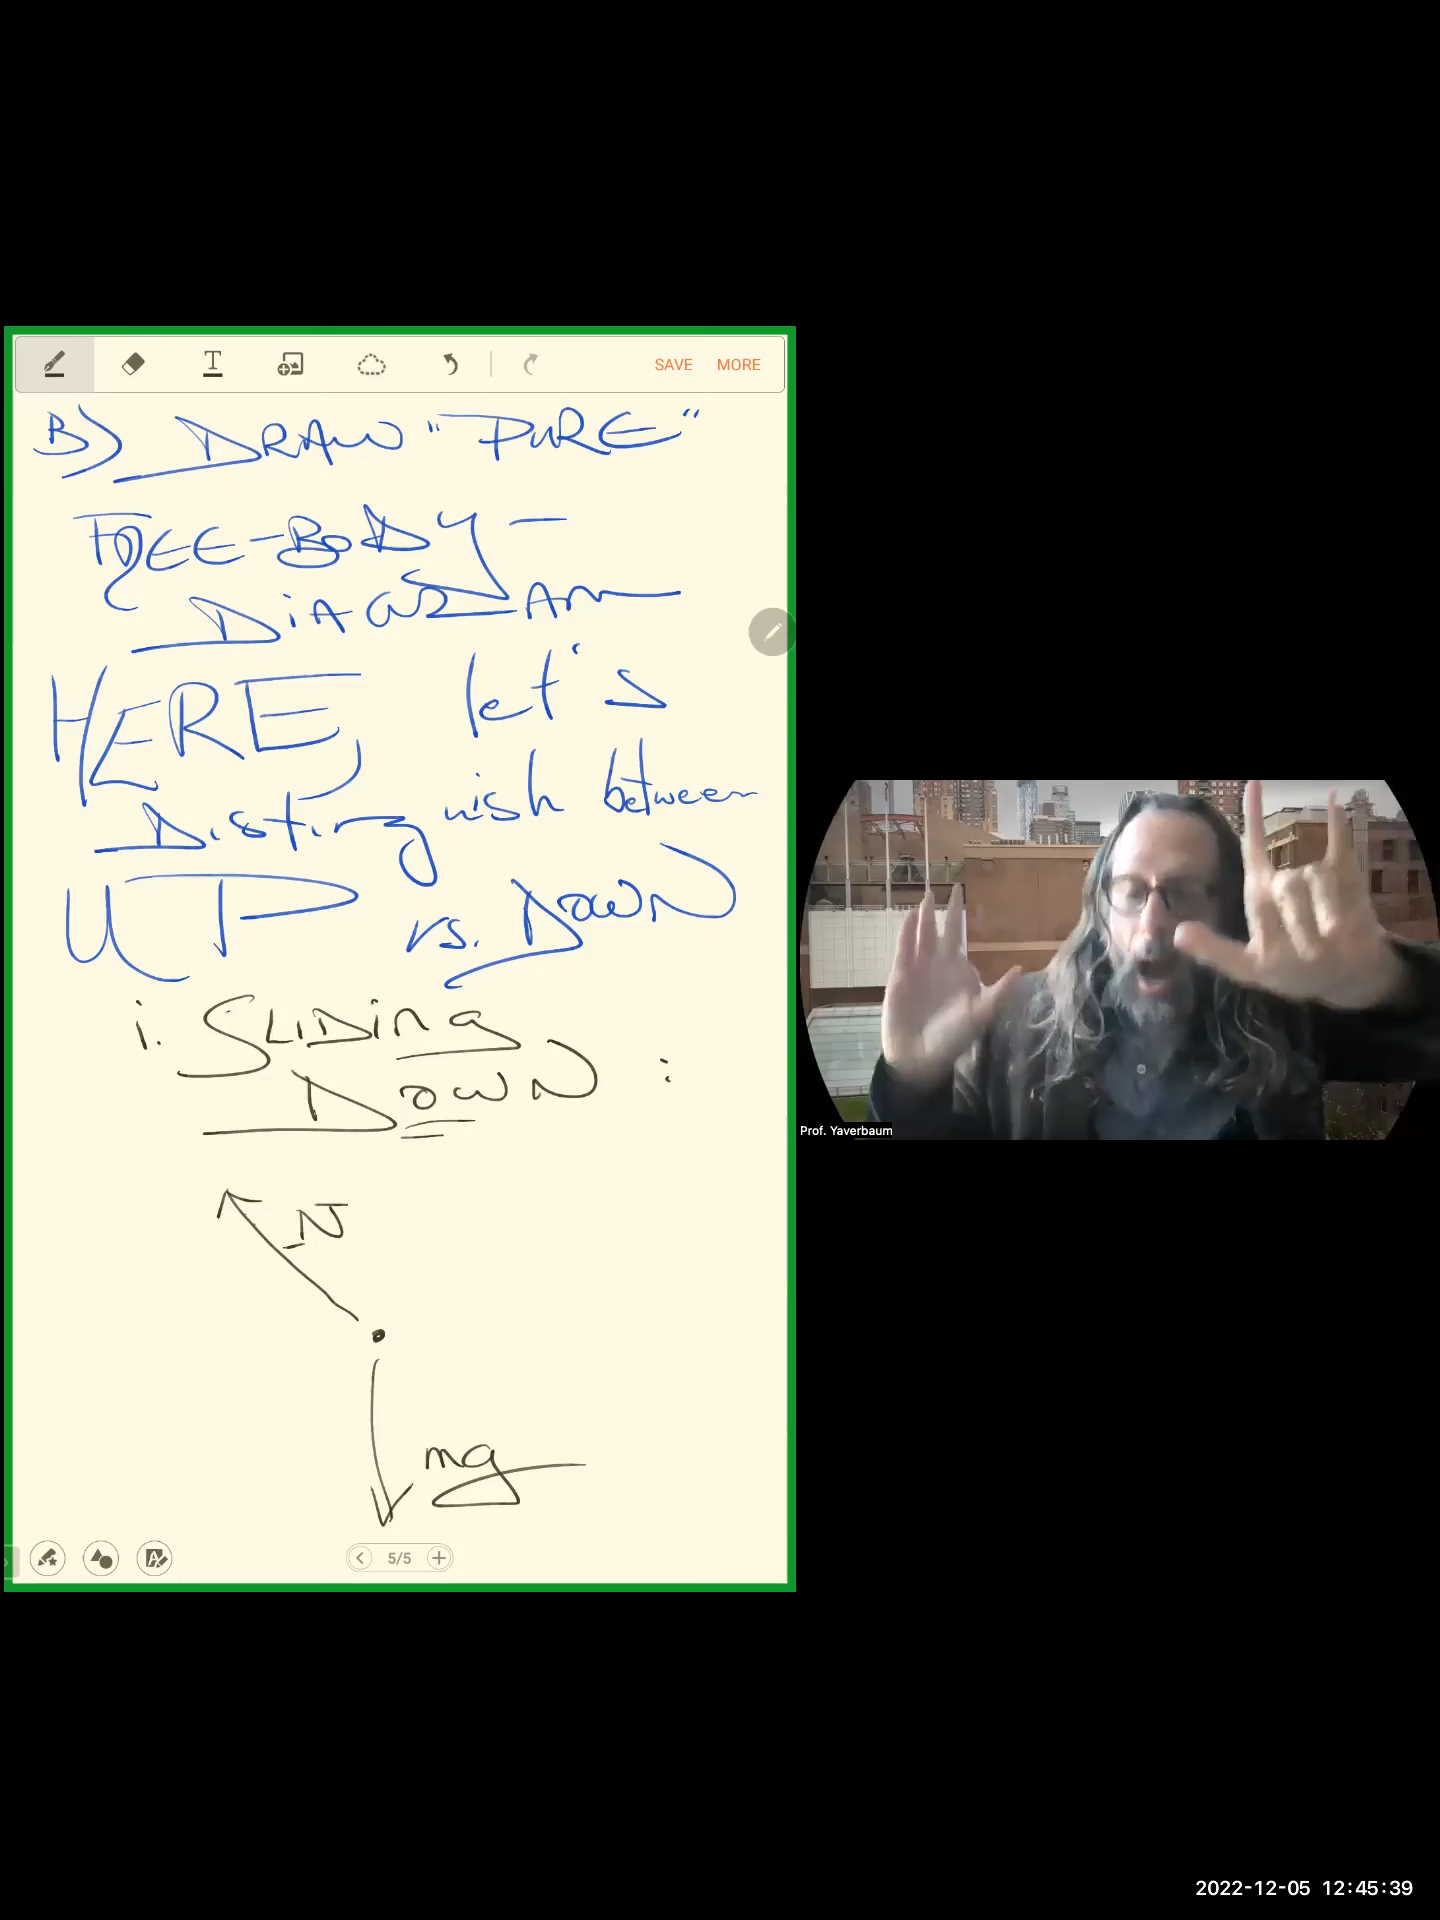 T
SAVE
MORE
B) DRAW "PURE"
FREE-BODY-
DIAGRAM
HERE, let's
Distinguish between
UP vs. DOWN
i. SLIDING
DOWN :
N
mg
A
5/5
Prof. Yaverbaum
2022-12-05 12:45:39